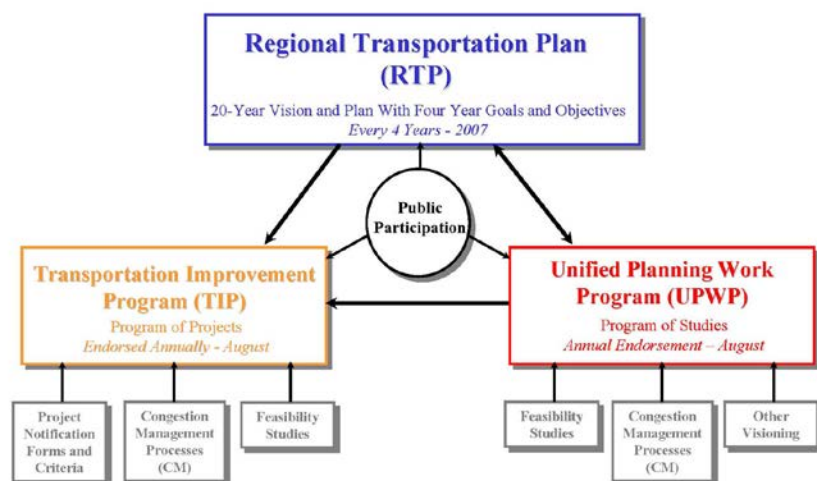 Regional Transportation Plan
(RTP)
20-Year Vision and Plan With Four Year Goals and Objectives
Every 4 Years - 2007
Public
Participation
Transportation Improvement
Program (TIP)
Program of Projects
Endorsed Annually - August
Unified Planning Work
Program (UPWP)
Program of Studies
Annual Endorsement – August
Project
Notification
Forms and
Criteria
Congestion
Management
Processes
(CM)
Feasibility
Studies
Feasibility
Studies
Congestion
Management
Processes
(CM)
Other
Visioning